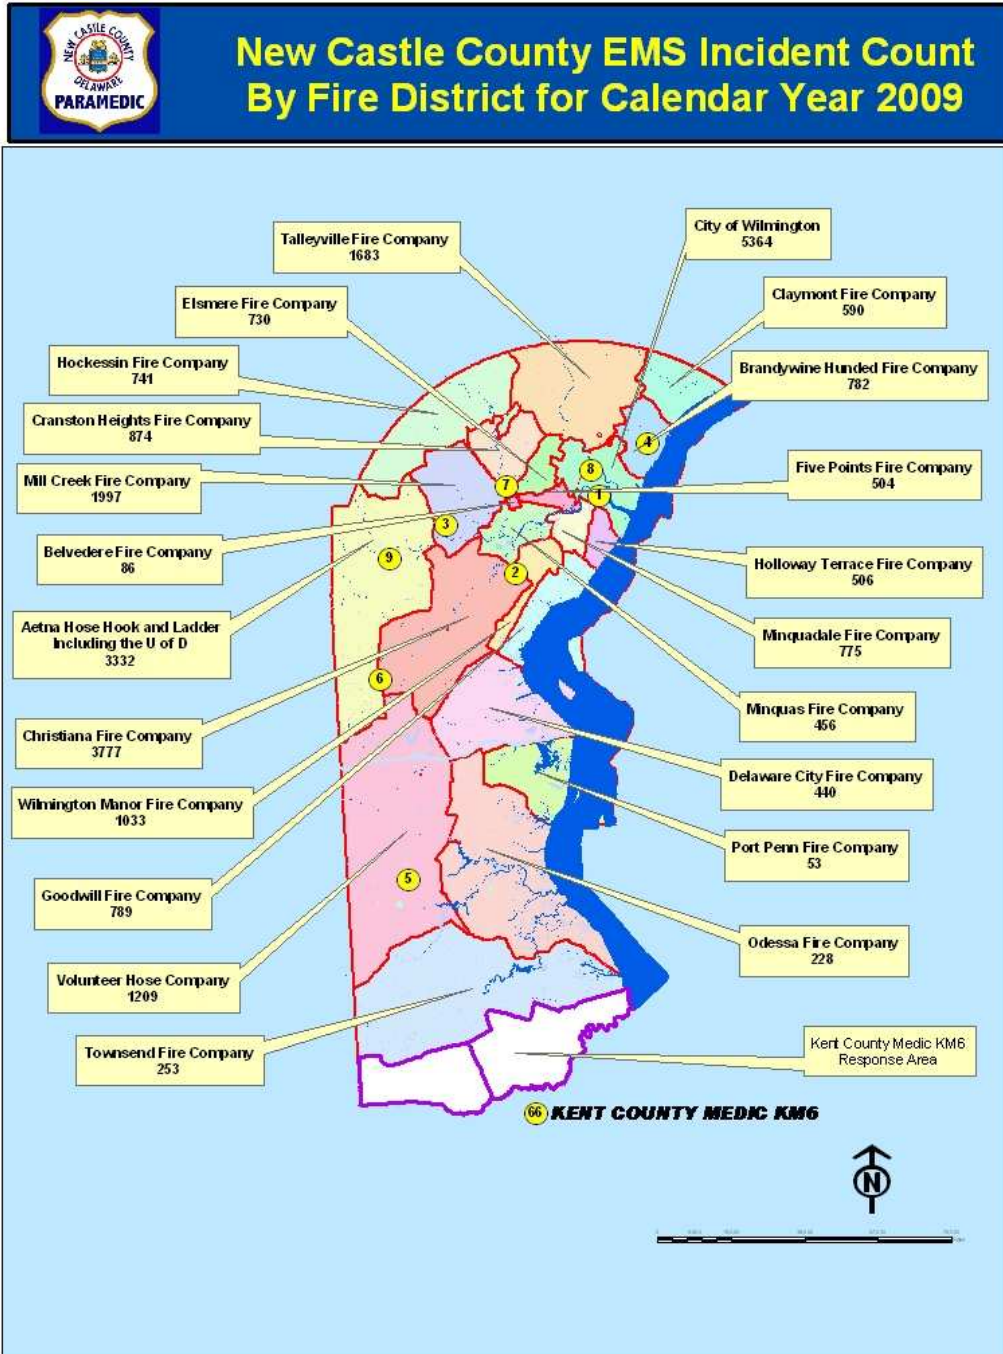 NEW CASTLE COUNTY
DELAWARE
PARAMEDIC
New Castle County EMS Incident Count
By Fire District for Calendar Year 2009
Talleyville Fire Company
1683
City of Wilmington
5364
Elsmere Fire Company
730
Claymont Fire Company
590
Hockessin Fire Company
741
Brandywine Hunded Fire Company
782
Cranston Heights Fire Company
874
Mill Creek Fire Company
1997
Five Points Fire Company
504
Belvedere Fire Company
86
Holloway Terrace Fire Company
506
Aetna Hose Hook and Ladder
Including the U of D
3332
Minquadale Fire Company
775
Christiana Fire Company
3777
Minquas Fire Company
456
Wilmington Manor Fire Company
1033
Delaware City Fire Company
440
Goodwill Fire Company
789
Port Penn Fire Company
53
Volunteer Hose Company
1209
Odessa Fire Company
228
Townsend Fire Company
253
Kent County Medic KM6
Response Area
4
8
7
1
3
9
2
6
5
66 KENT COUNTY MEDIC KM6
N